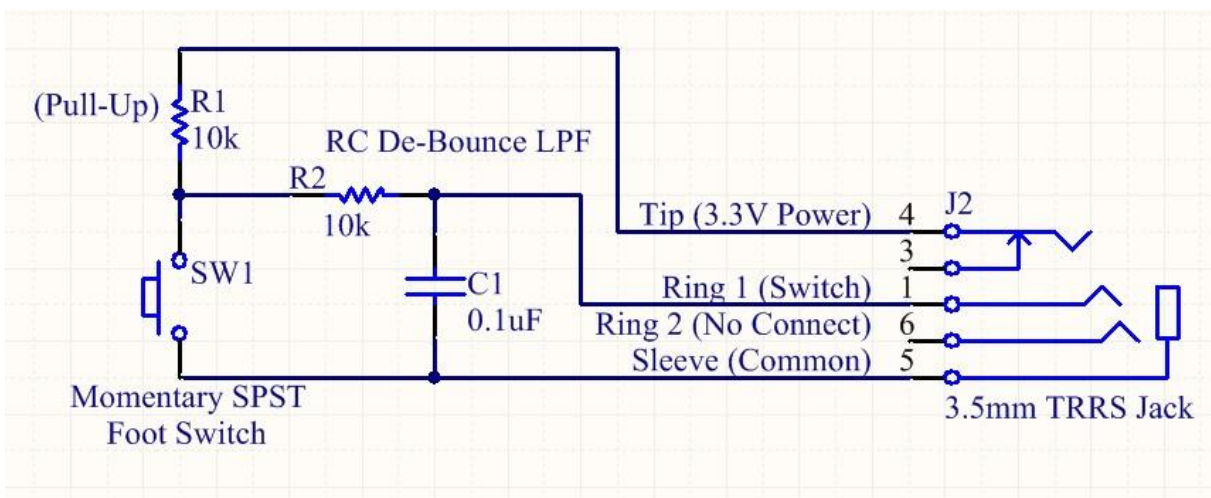 (Pull-Up)
R1
10k
RC De-Bounce LPF
R2
10k
SW1
C1
0.1uF
Momentary SPST
Foot Switch
Tip (3.3V Power) 4
J2
3
Ring 1 (Switch) 1
Ring 2 (No Connect) 6
Sleeve (Common) 5
3.5mm TRRS Jack